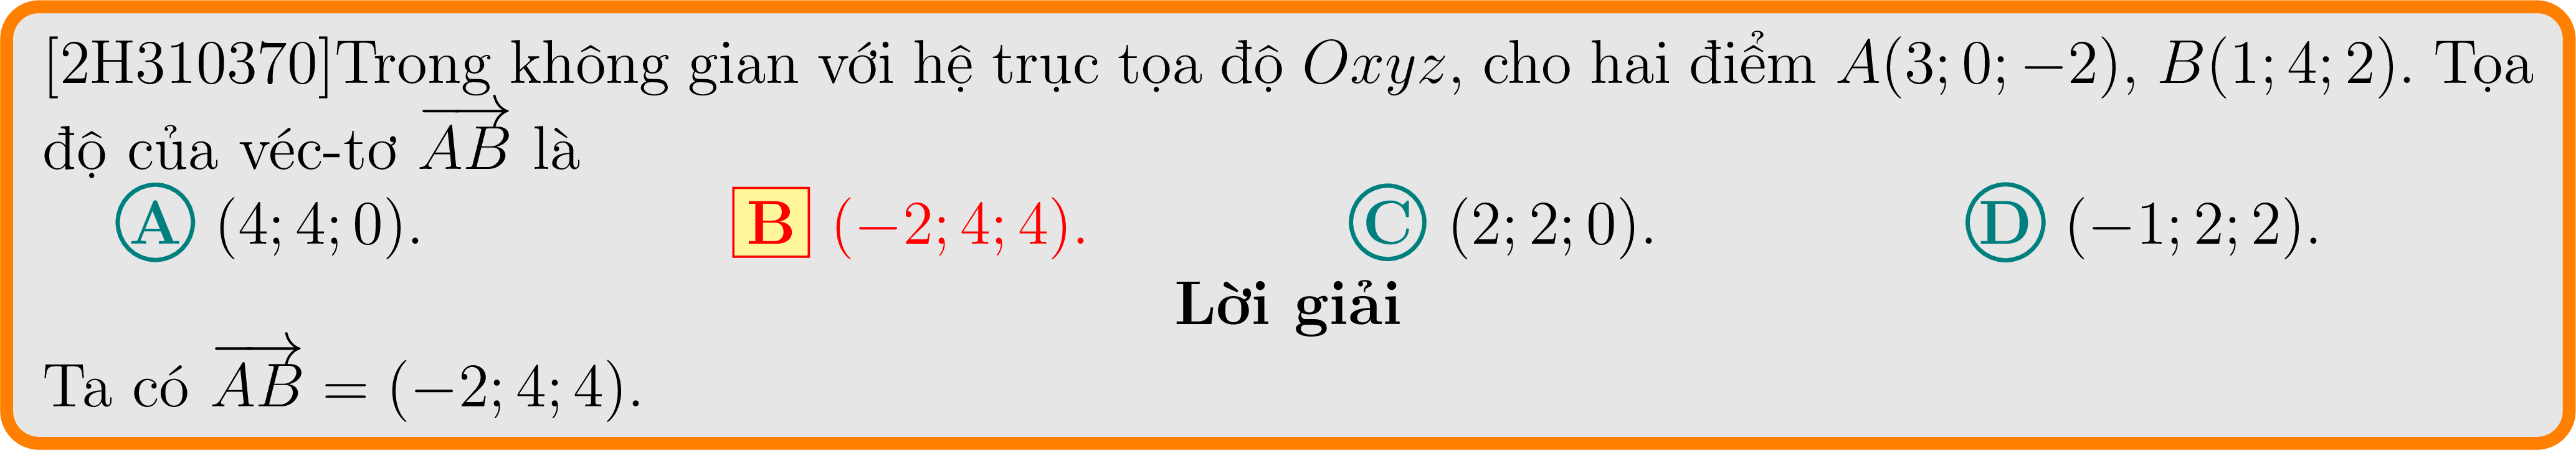 [2H310370]Trong không gian với hệ trục tọa độ Oxyz, cho hai điểm A(3; 0; −2), B(1; 4; 2). Tọa
độ của véc-tơ $\overrightarrow{AB}$ là
A (4; 4; 0). B (−2; 4; 4). C (2; 2; 0). D (−1; 2; 2).
Lời giải
Ta có $\overrightarrow{AB}$ = (−2; 4; 4).